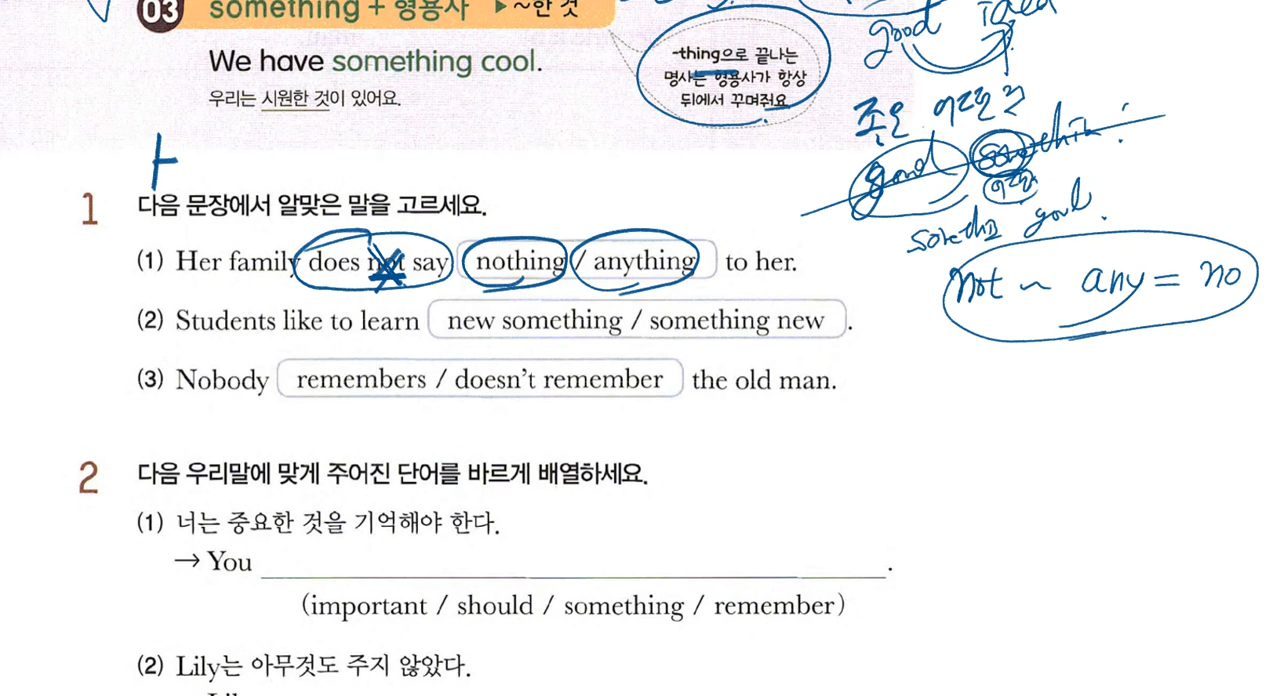 03 something + 형용사 ▶ ~한 것
We have something cool.
우리는 시원한 것이 있어요.
-thing으로 끝나는
명사는 형용사가 항상
뒤에서 꾸며줘요
good idea
좋은 어떤 것
good something
어떤
something good.
not ~ any = no
1 다음 문장에서 알맞은 말을 고르세요.
(1) Her family does not say nothing / anything to her.
(2) Students like to learn new something / something new .
(3) Nobody remembers / doesn't remember the old man.
2 다음 우리말에 맞게 주어진 단어를 바르게 배열하세요.
(1) 너는 중요한 것을 기억해야 한다.
→ You .
(important / should / something / remember)
(2) Lily는 아무것도 주지 않았다.